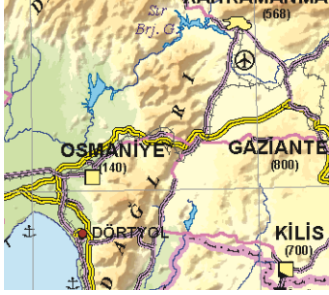 KAHRAMANMA
(568)
Sır
Brj. G.
D
R
I
OSMANİYE
(140)
GAZİANTE
(800)
L
Ğ
A
D
DÖRTYOL
KİLİS
(700)